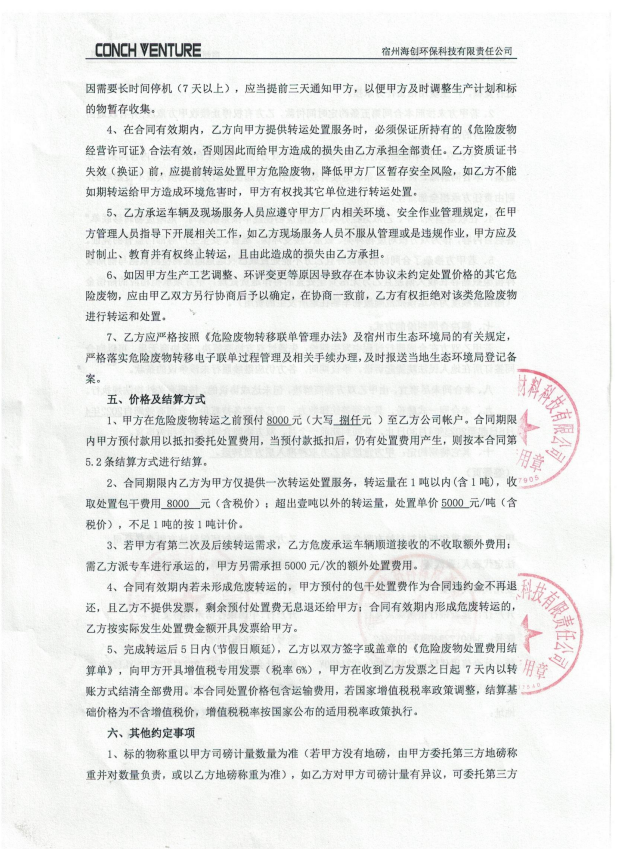 CONCH VENTURE 宿州海创环保科技有限责任公司
因需要长时间停机（7天以上），应当提前三天通知甲方，以便甲方及时调整生产计划和标
的物暂存收集。
4、在合同有效期内，乙方向甲方提供转运处置服务时，必须保证所持有的《危险废物
经营许可证》合法有效，否则因此而给甲方造成的损失由乙方承担全部责任。乙方资质证书
失效（换证）前，应提前转运处置甲方危险废物，降低甲方厂区暂存安全风险，如乙方不能
如期转运给甲方造成环境危害时，甲方有权找其它单位进行转运处置。
5、乙方承运车辆及现场服务人员应遵守甲方厂内相关环境、安全作业管理规定，在甲
方管理人员指导下开展相关工作，如乙方现场服务人员不服从管理或是违规作业，甲方应及
时制止、教育并有权终止转运，且由此造成的损失由乙方承担。
6、如因甲方生产工艺调整、环评变更等原因导致存在本协议未约定处置价格的其它危
险废物，应由甲乙双方另行协商后予以确定，在协商一致前，乙方有权拒绝对该类危险废物
进行转运和处置。
7、乙方应严格按照《危险废物转移联单管理办法》及宿州市生态环境局的有关规定，
严格落实危险废物转移电子联单过程管理及相关手续办理,及时报送当地生态环境局登记备
案。
五、价格及结算方式
1、甲方在危险废物转运之前预付8000元（大写 捌仟元 ）至乙方公司帐户。合同期限
内甲方预付款用以抵扣委托处置费用，当预付款抵扣后，仍有处置费用产生，则按本合同第
5.2条结算方式进行结算。
2、合同期限内乙方为甲方仅提供一次转运处置服务，转运量在1吨以内(含1吨)，收
取处置包干费用 8000 元（含税价）；超出壹吨以外的转运量，处置单价5000 元/吨（含
税价），不足1吨的按1吨计价。
3、若甲方有第二次及后续转运需求，乙方危废承运车辆顺道接收的不收取额外费用；
需乙方派专车进行承运的，甲方另需承担5000元/次的额外处置费用。
4、合同有效期内若未形成危废转运的，甲方预付的包干处置费作为合同违约金不再退
还，且乙方不提供发票，剩余预付处置费无息退还给甲方；合同有效期内形成危废转运的，
乙方按实际发生处置费金额开具发票给甲方。
5、完成转运后5日内(节假日顺延)，乙方以双方签字或盖章的《危险废物处置费用结
算单》，向甲方开具增值税专用发票（税率6%），甲方在收到乙方发票之日起 7天内以转
账方式结清全部费用。本合同处置价格包含运输费用，若国家增值税税率政策调整，结算基
础价格为不含增值税价，增值税税率按国家公布的适用税率政策执行。
六、其他约定事项
1、标的物称重以甲方司磅计量数量为准（若甲方没有地磅，由甲方委托第三方地磅称
重并对数量负责，或以乙方地磅称重为准），如乙方对甲方司磅计量有异议，可委托第三方
材料科技有限公司
用章
科技有限责任公司
用章